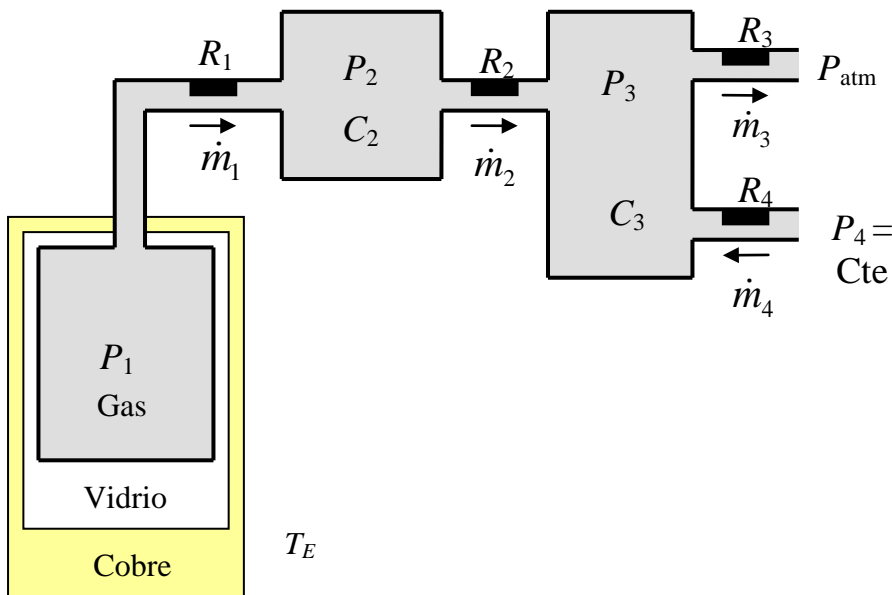 R₁
P₂
R₂
P₃
R₃
Pₐₜₘ
ṁ₁
C₂
ṁ₂
ṁ₃
C₃
R₄
P₄ =
Cte
ṁ₄
P₁
Gas
Vidrio
Cobre
T_E